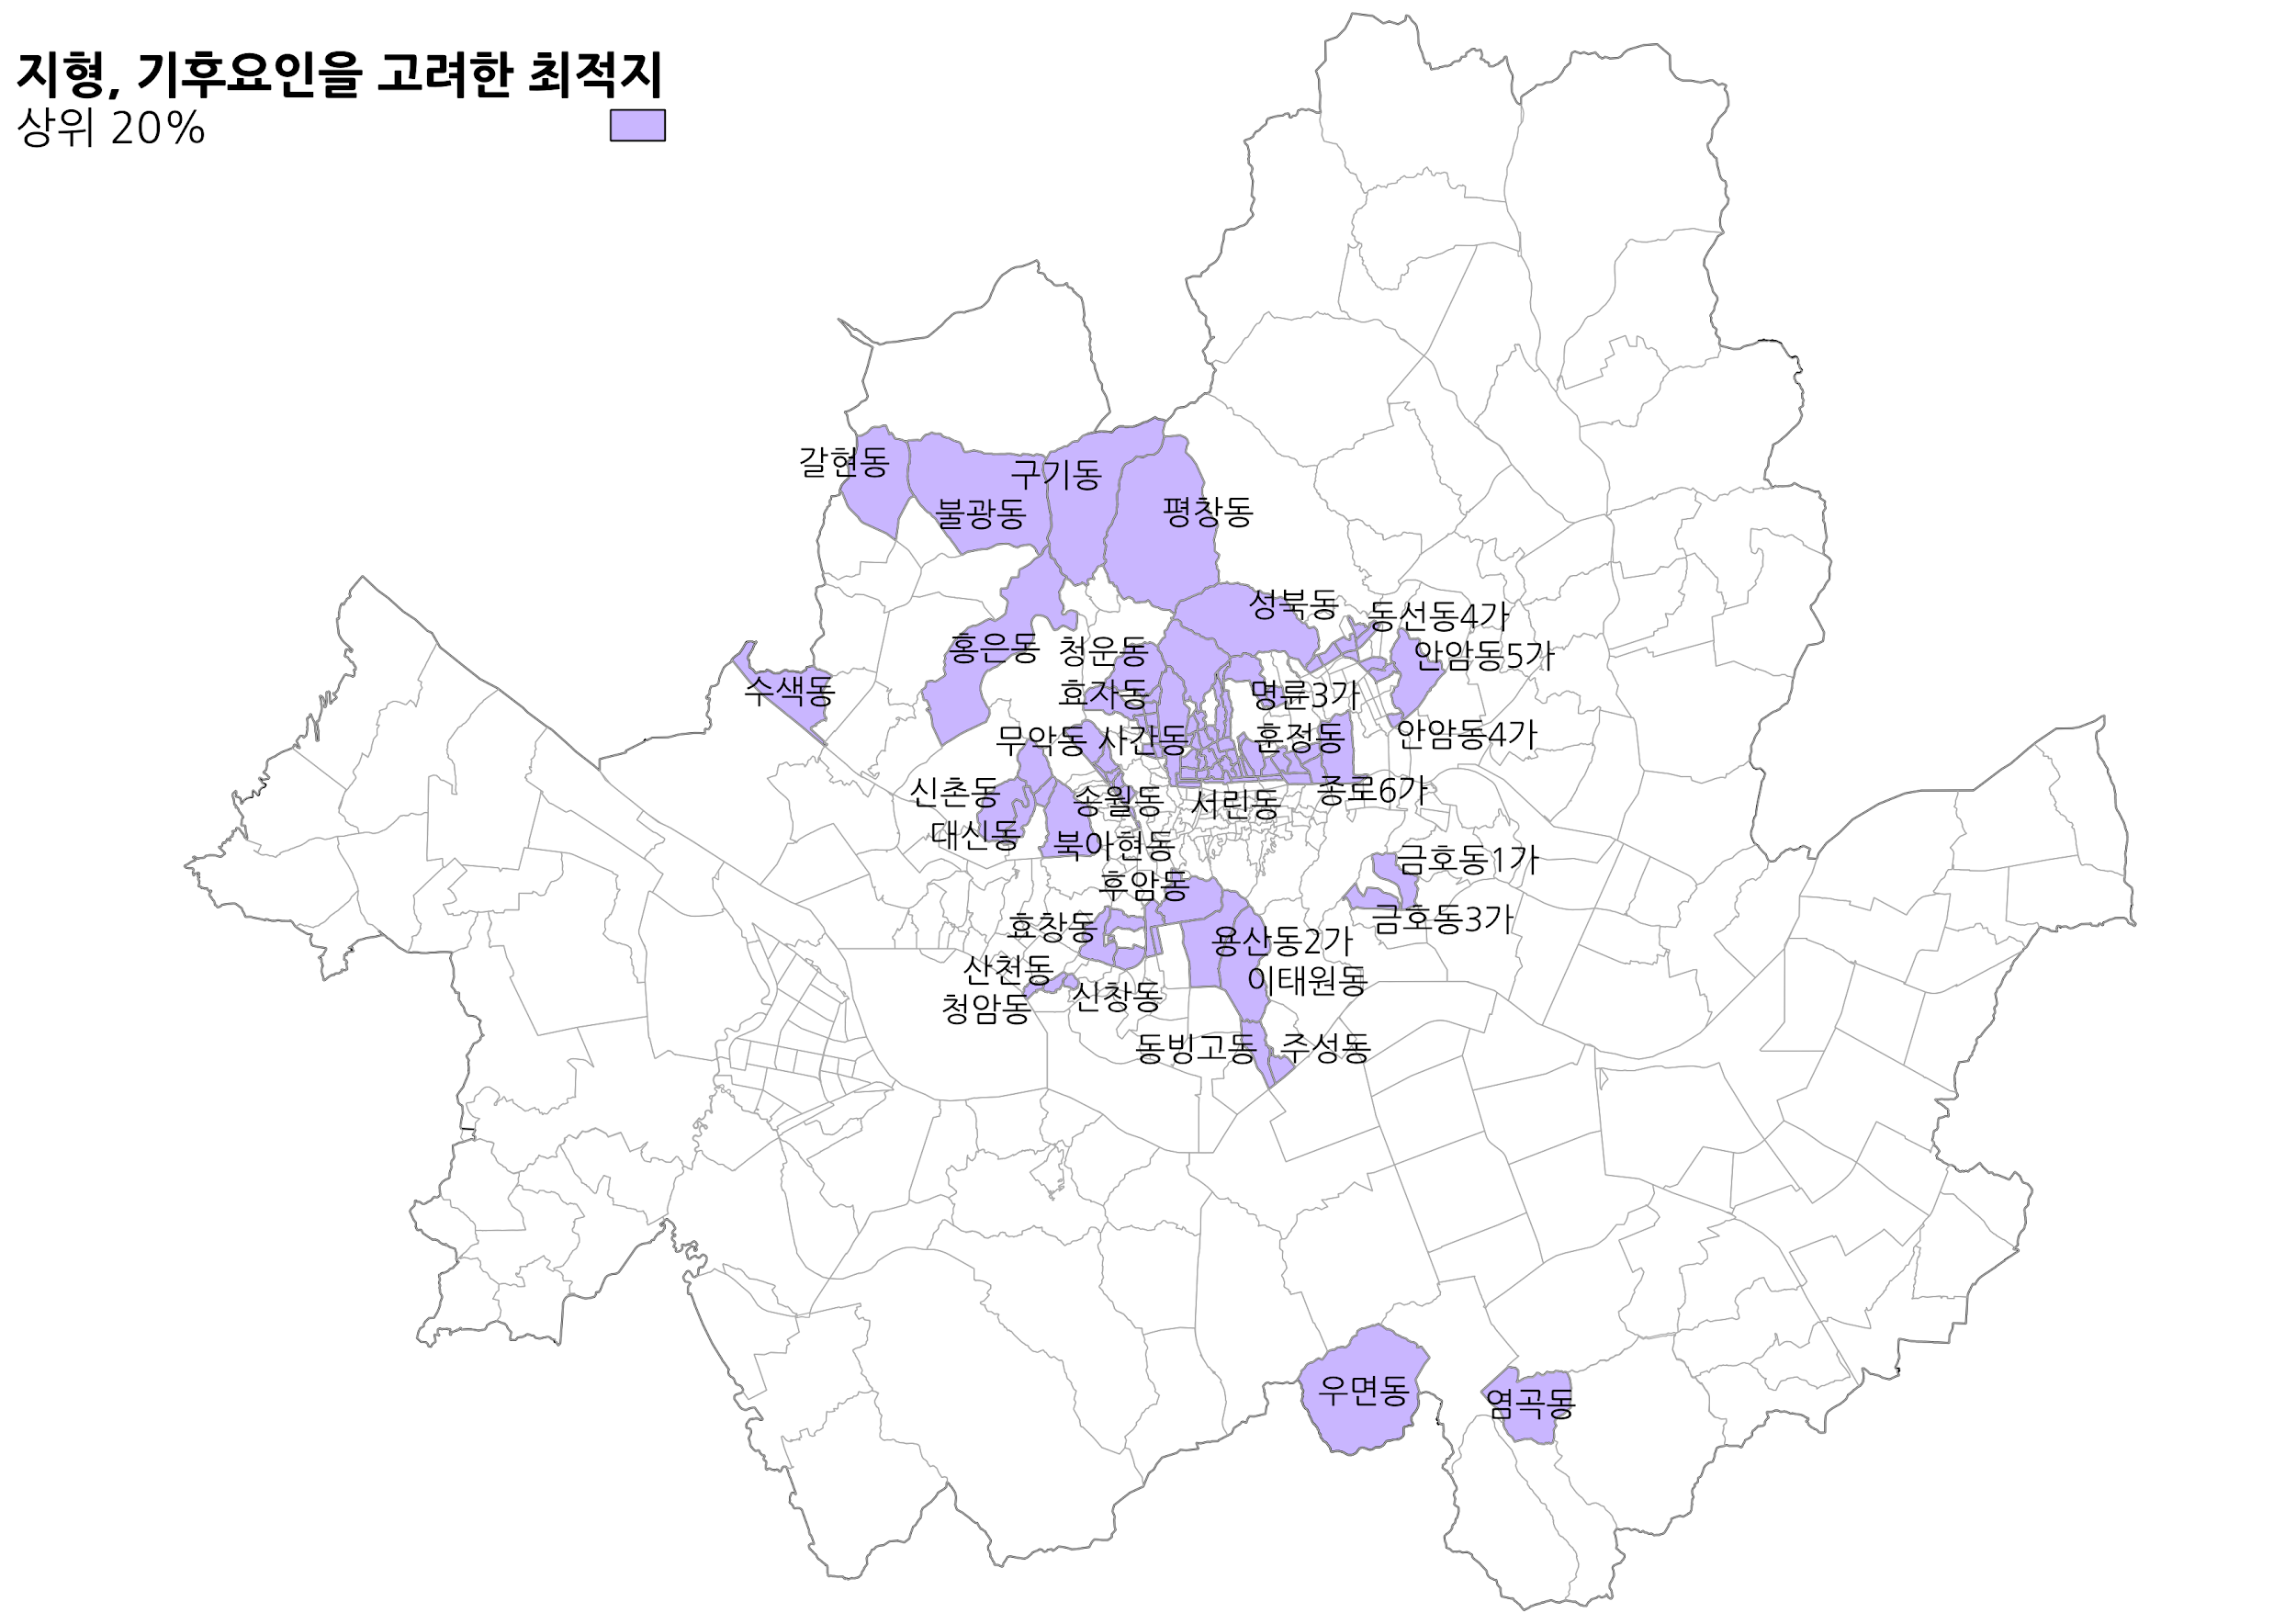 지형, 기후요인을 고려한 최적지
상위 20%
갈현동
구기동
불광동
평창동
성북동
동선동4가
홍은동
청운동
안암동5가
수색동
효자동
명륜3가
무악동
사간동
훈정동
안암동4가
신촌동
송월동
서린동
종로6가
대신동
북아현동
금호동1가
후암동
효창동
금호동3가
용산동2가
산천동
이태원동
청암동
신창동
동빙고동
주성동
우면동
염곡동